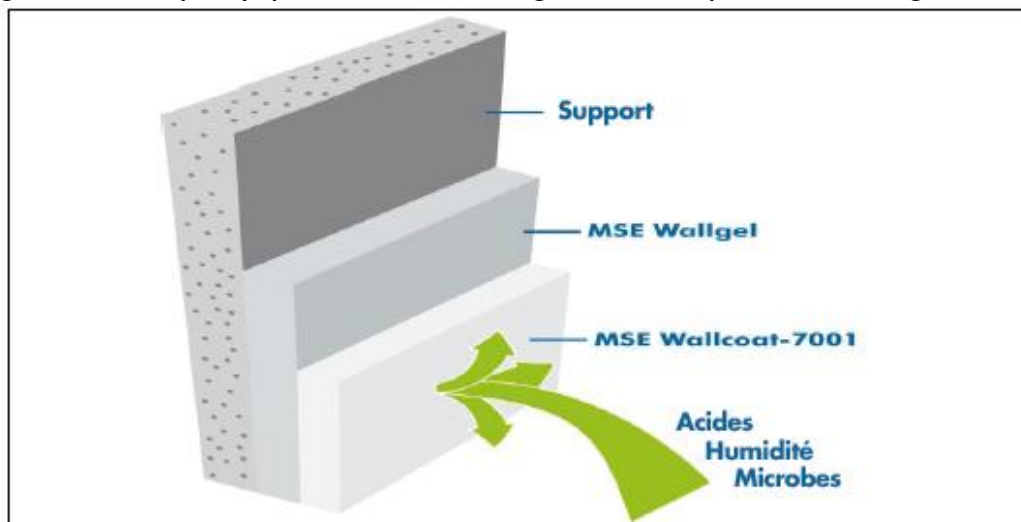 Support
MSE Wallgel
MSE Wallcoat-7001
Acides
Humidité
Microbes